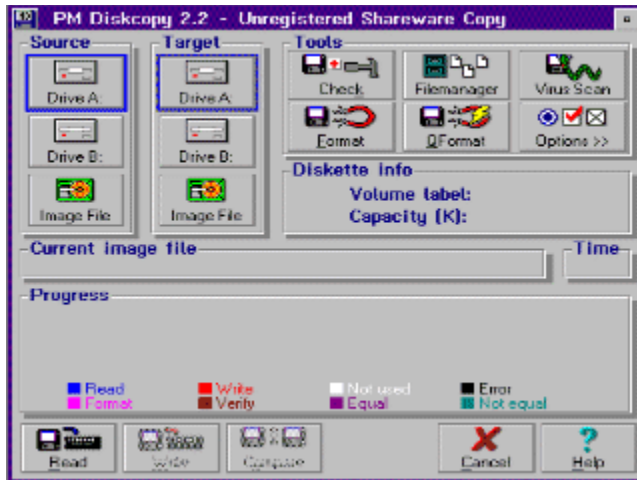 PM Diskcopy 2.2 - Unregistered Shareware Copy
Source
Target
Tools
Drive A:
Drive A:
Check
Filemanager
Virus Scan
Drive B:
Drive B:
Format
QFormat
Options >>
Image File
Image File
Diskette info
Volume label:
Capacity (K):
Current image file
Time
Progress
Read
Write
Not used
Error
Format
Verify
Equal
Not equal
Read
Write
Compare
Cancel
Help